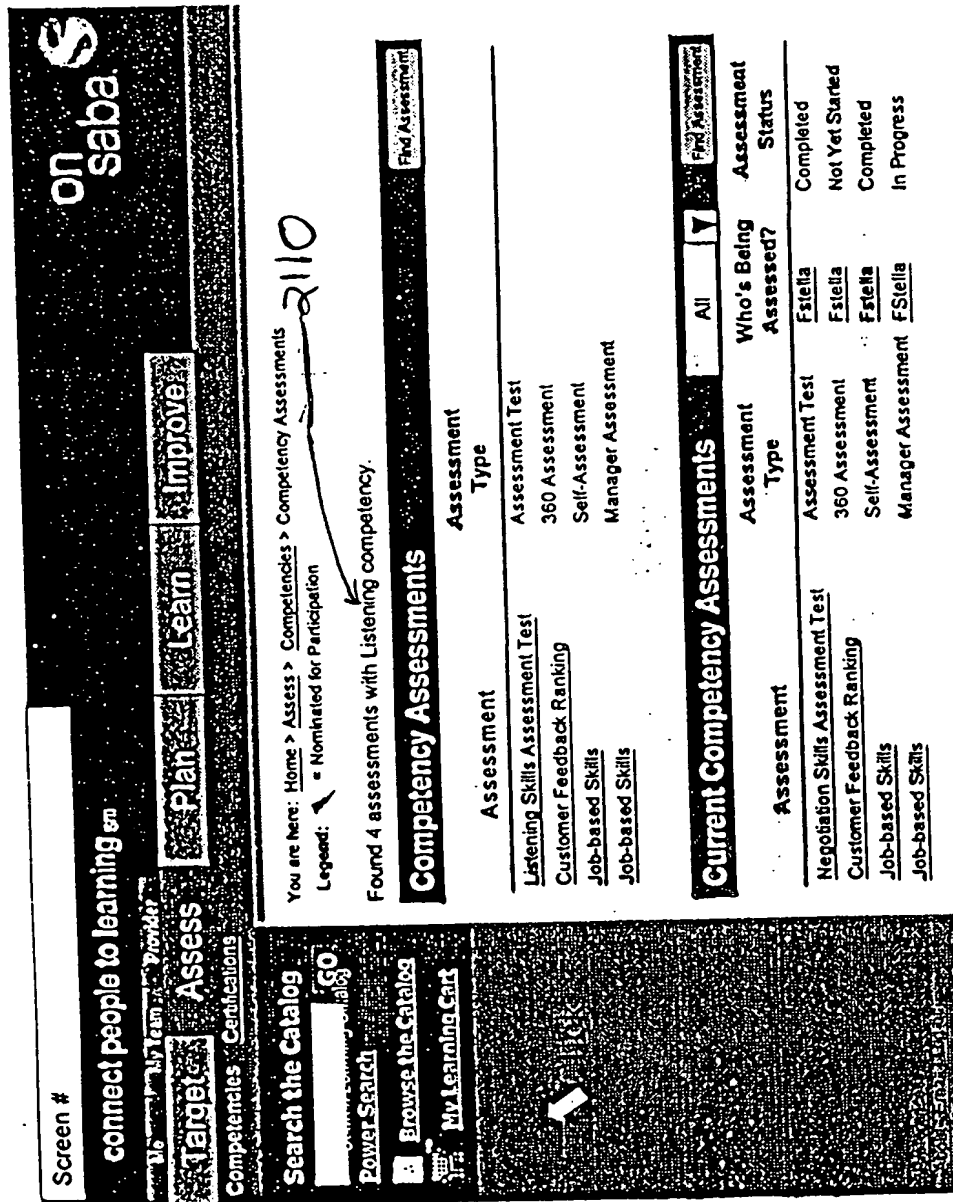 Screen #
on
saba
connect people to learning
Me My Team Provider
Target Assess Plan Learn Improve
Competencies Certifications
Search the Catalog
GO
Power Search
Browse the Catalog
My Learning Cart
You are here: Home > Assess > Competencies > Competency Assessments
Legend: = Nominated for Participation
2110
Found 4 assessments with Listening competency.
Competency Assessments Find Assessment
Assessment Assessment Type
Listening Skills Assessment Test Assessment Test
Customer Feedback Ranking 360 Assessment
Job-based Skills Self-Assessment
Job-based Skills Manager Assessment
Current Competency Assessments All Find Assessment
Assessment Assessment Type Who's Being Assessed? Assessment Status
Negotiation Skills Assessment Test Assessment Test Fstella Completed
Customer Feedback Ranking 360 Assessment Fstella Not Yet Started
Job-based Skills Self-Assessment Fstella Completed
Job-based Skills Manager Assessment FStella In Progress